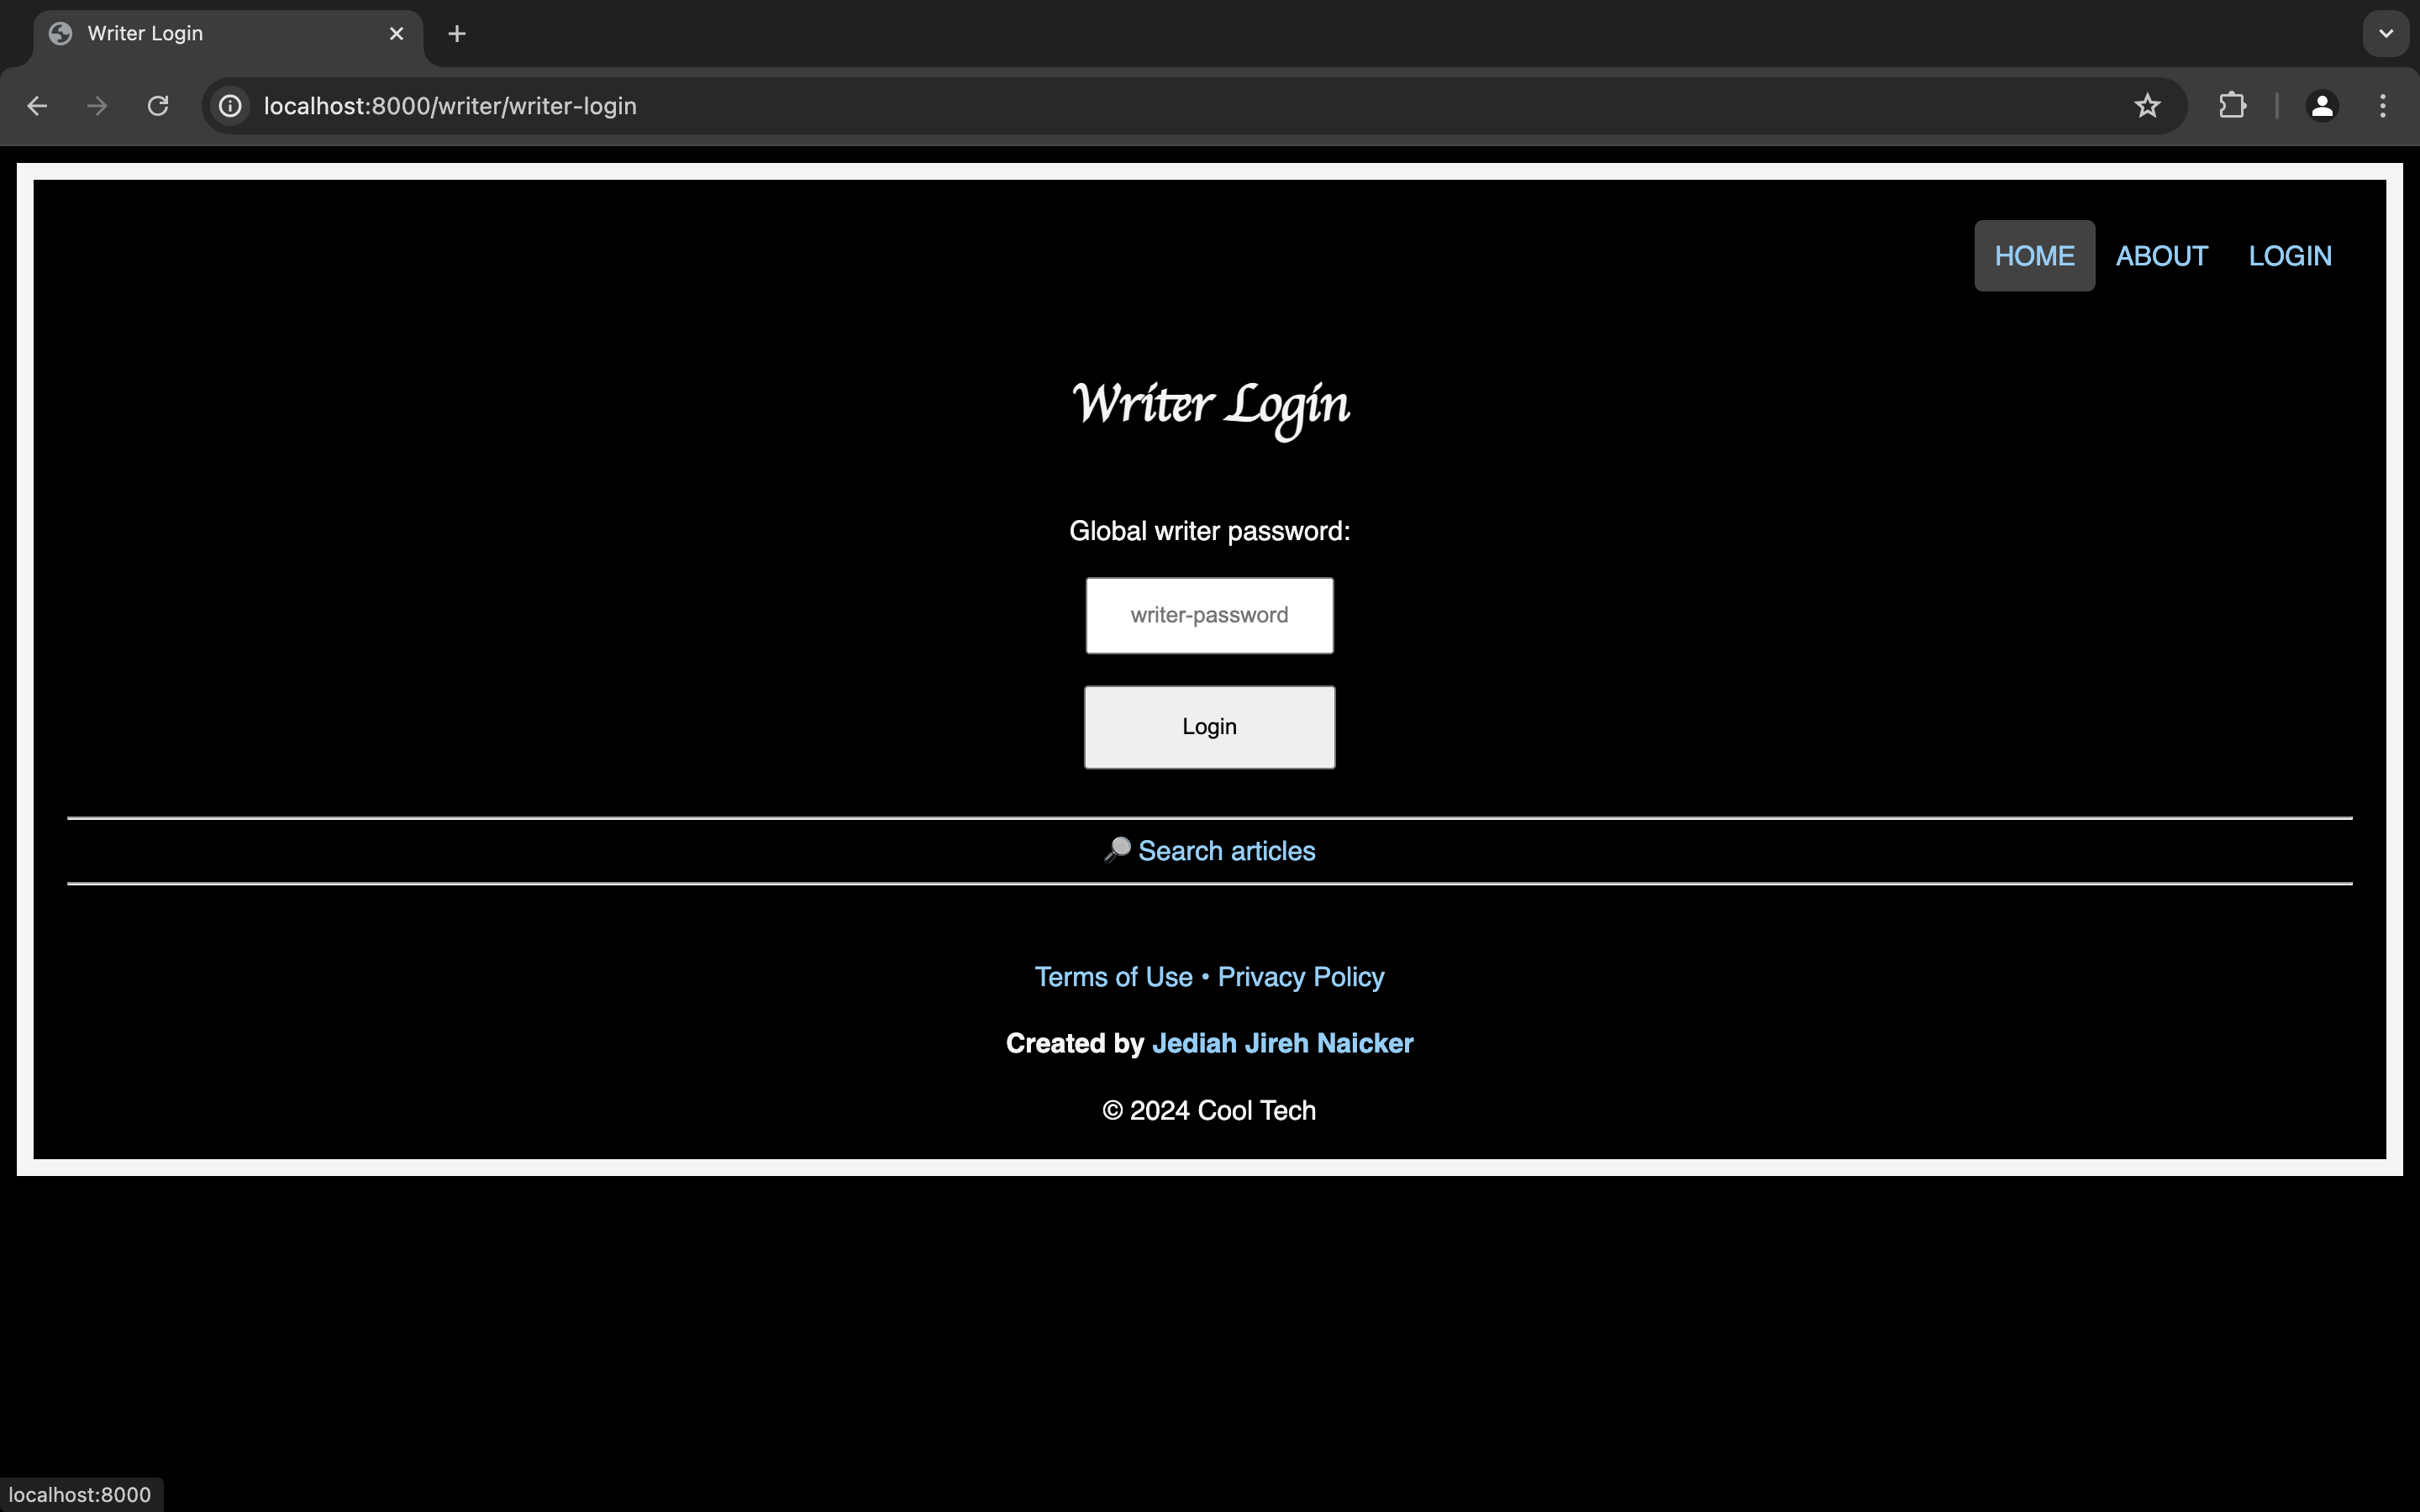 Writer Login
localhost:8000/writer/writer-login
HOME ABOUT LOGIN
Writer Login
Global writer password:
writer-password
Login
Search articles
Terms of Use • Privacy Policy
Created by Jediah Jireh Naicker
© 2024 Cool Tech
localhost:8000